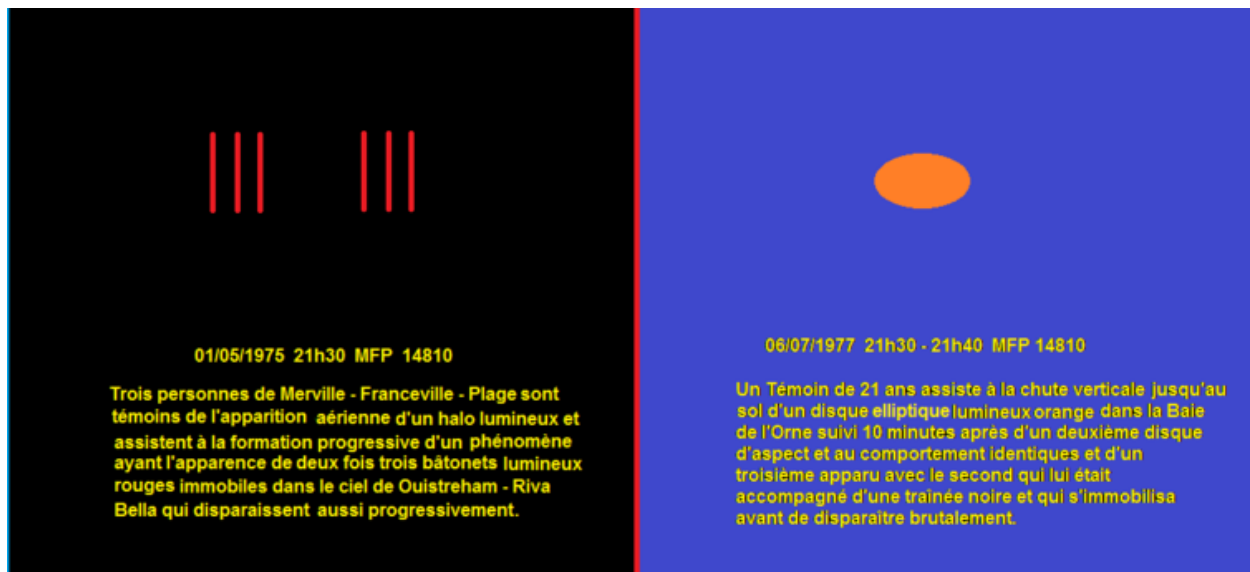 01/05/1975 21h30 MFP 14810
Trois personnes de Merville - Franceville - Plage sont
témoins de l'apparition aérienne d'un halo lumineux et
assistent à la formation progressive d'un phénomène
ayant l'apparence de deux fois trois bâtonets lumineux
rouges immobiles dans le ciel de Ouistreham - Riva
Bella qui disparaissent aussi progressivement.
06/07/1977 21h30 - 21h40 MFP 14810
Un Témoin de 21 ans assiste à la chute verticale jusqu'au
sol d'un disque elliptique lumineux orange dans la Baie
de l'Orne suivi 10 minutes après d'un deuxième disque
d'aspect et au comportement identiques et d'un
troisième apparu avec le second qui lui était
accompagné d'une traînée noire et qui s'immobilisa
avant de disparaître brutalement.